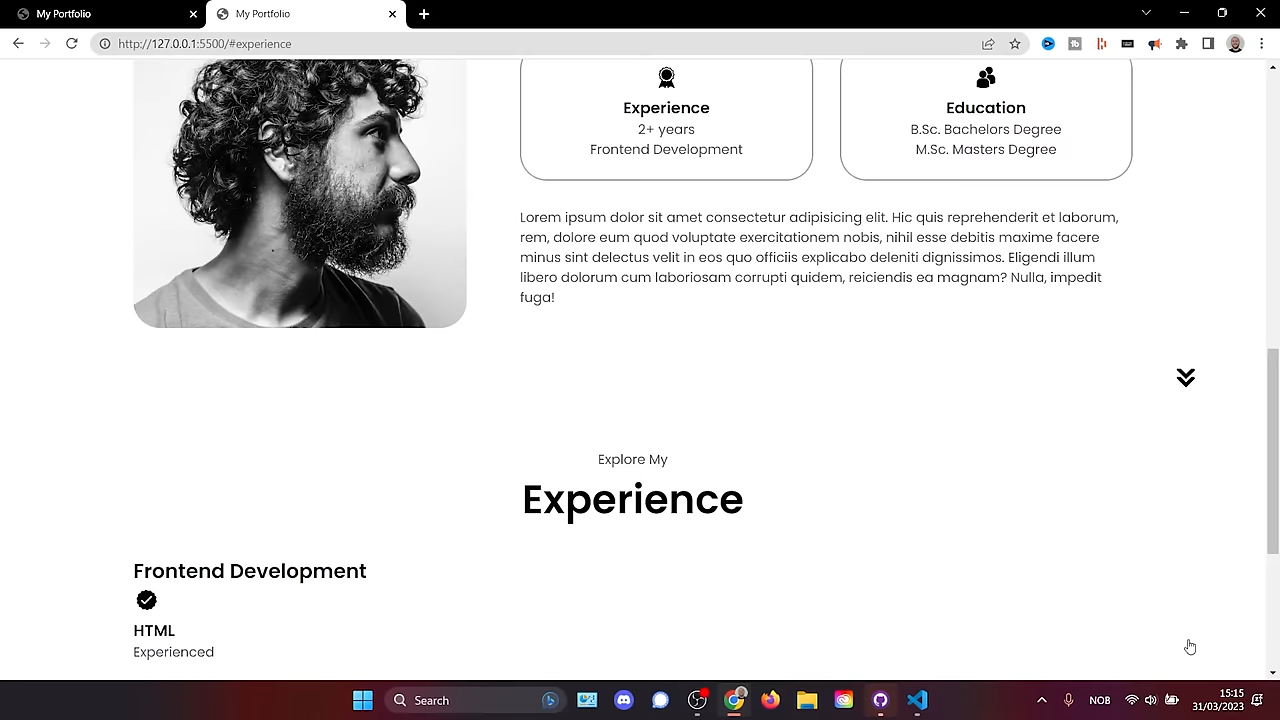 My Portfolio
My Portfolio
http://127.0.0.1:5500/#experience
Experience
2+ years
Frontend Development
Education
B.Sc. Bachelors Degree
M.Sc. Masters Degree
Lorem ipsum dolor sit amet consectetur adipisicing elit. Hic quis reprehenderit et laborum,
rem, dolore eum quod voluptate exercitationem nobis, nihil esse debitis maxime facere
minus sint delectus velit in eos quo officiis explicabo deleniti dignissimos. Eligendi illum
libero dolorum cum laboriosam corrupti quidem, reiciendis ea magnam? Nulla, impedit
fuga!
Explore My
Experience
Frontend Development
HTML
Experienced
Search
NOB
15:15
31/03/2023